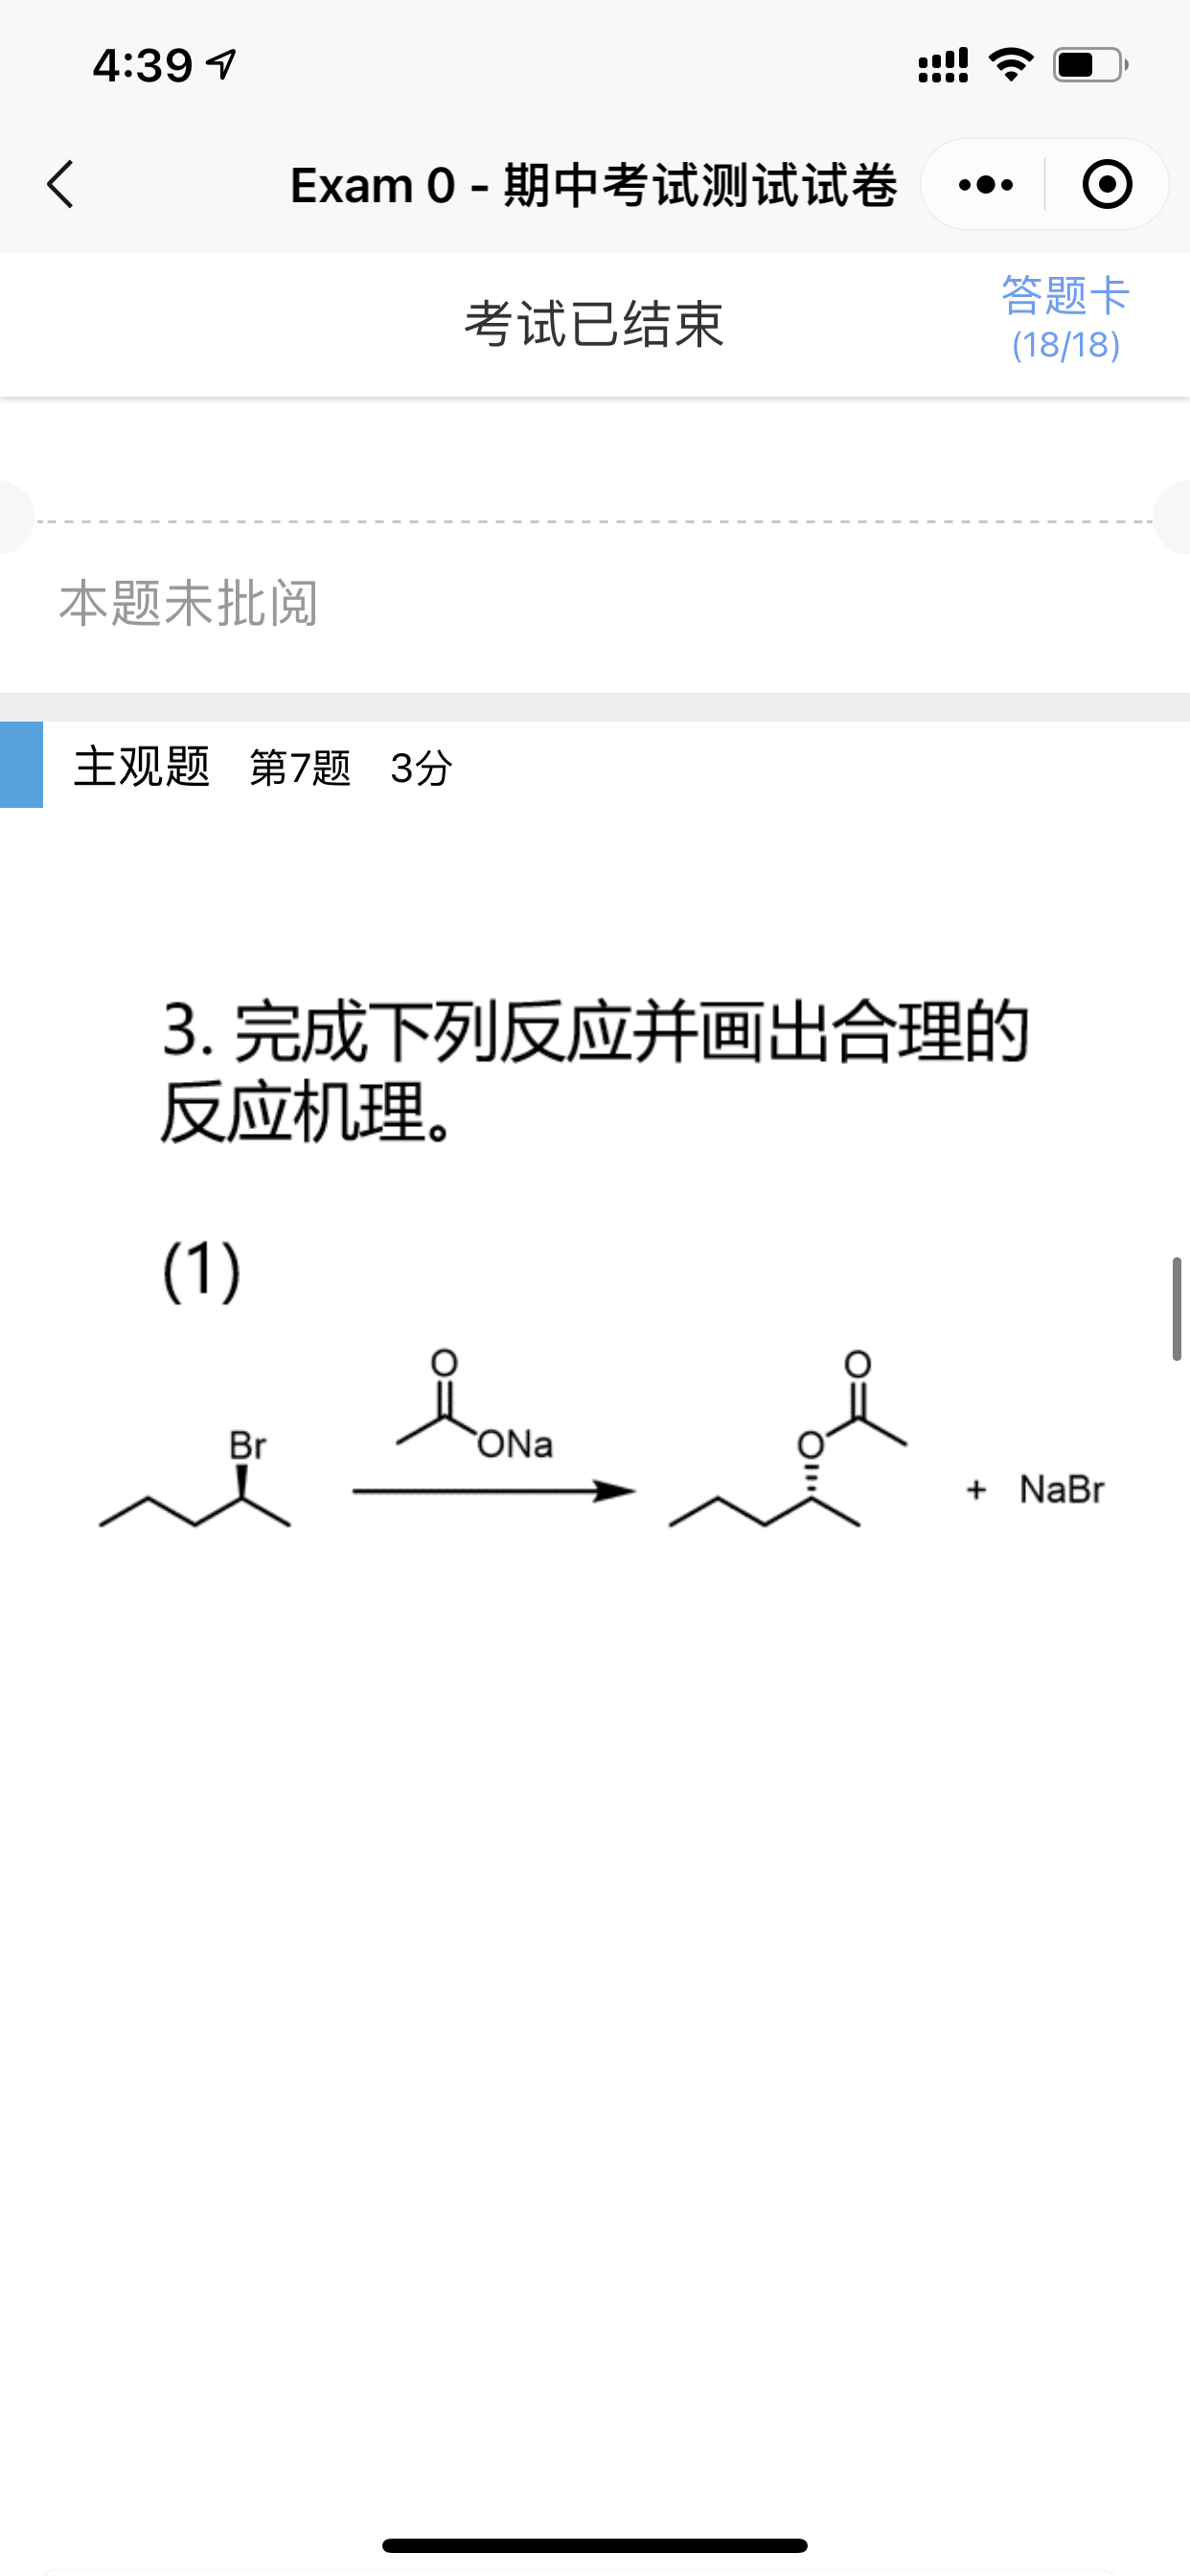 4:39
Exam 0 - 期中考试测试试卷
考试已结束
答题卡
(18/18)
本题未批阅
主观题 第7题 3分
3. 完成下列反应并画出合理的
反应机理。
(1)
O
O
Br
ONa
O
+ NaBr